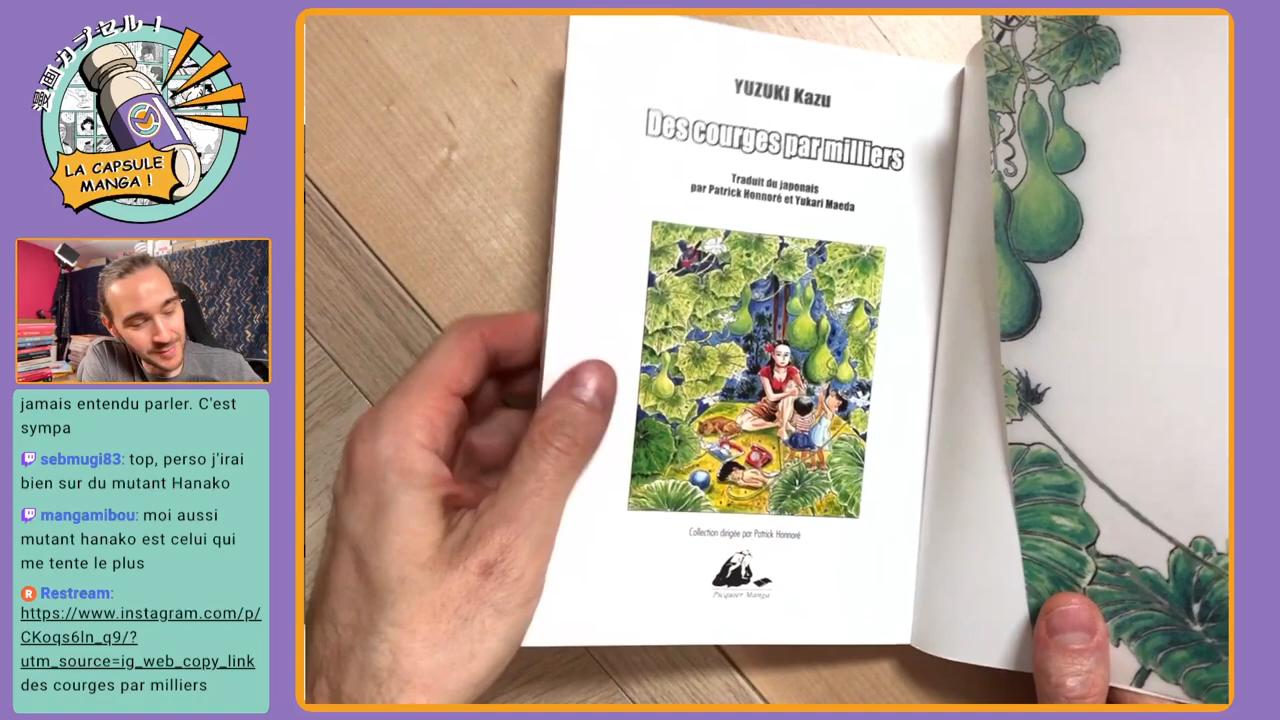 漫画カプセル！
LA CAPSULE
MANGA !
jamais entendu parler. C'est
sympa
sebmugi83: top, perso j'irai
bien sur du mutant Hanako
mangamibou: moi aussi
mutant hanako est celui qui
me tente le plus
Restream:
https://www.instagram.com/p/
CKoqs6ln_q9/?
utm_source=ig_web_copy_link
des courges par milliers
YUZUKI Kazu
Des courges par milliers
Traduit du japonais
par Patrick Honnoré et Yukari Maeda
Collection dirigée par Patrick Honnoré
Picquier Manga